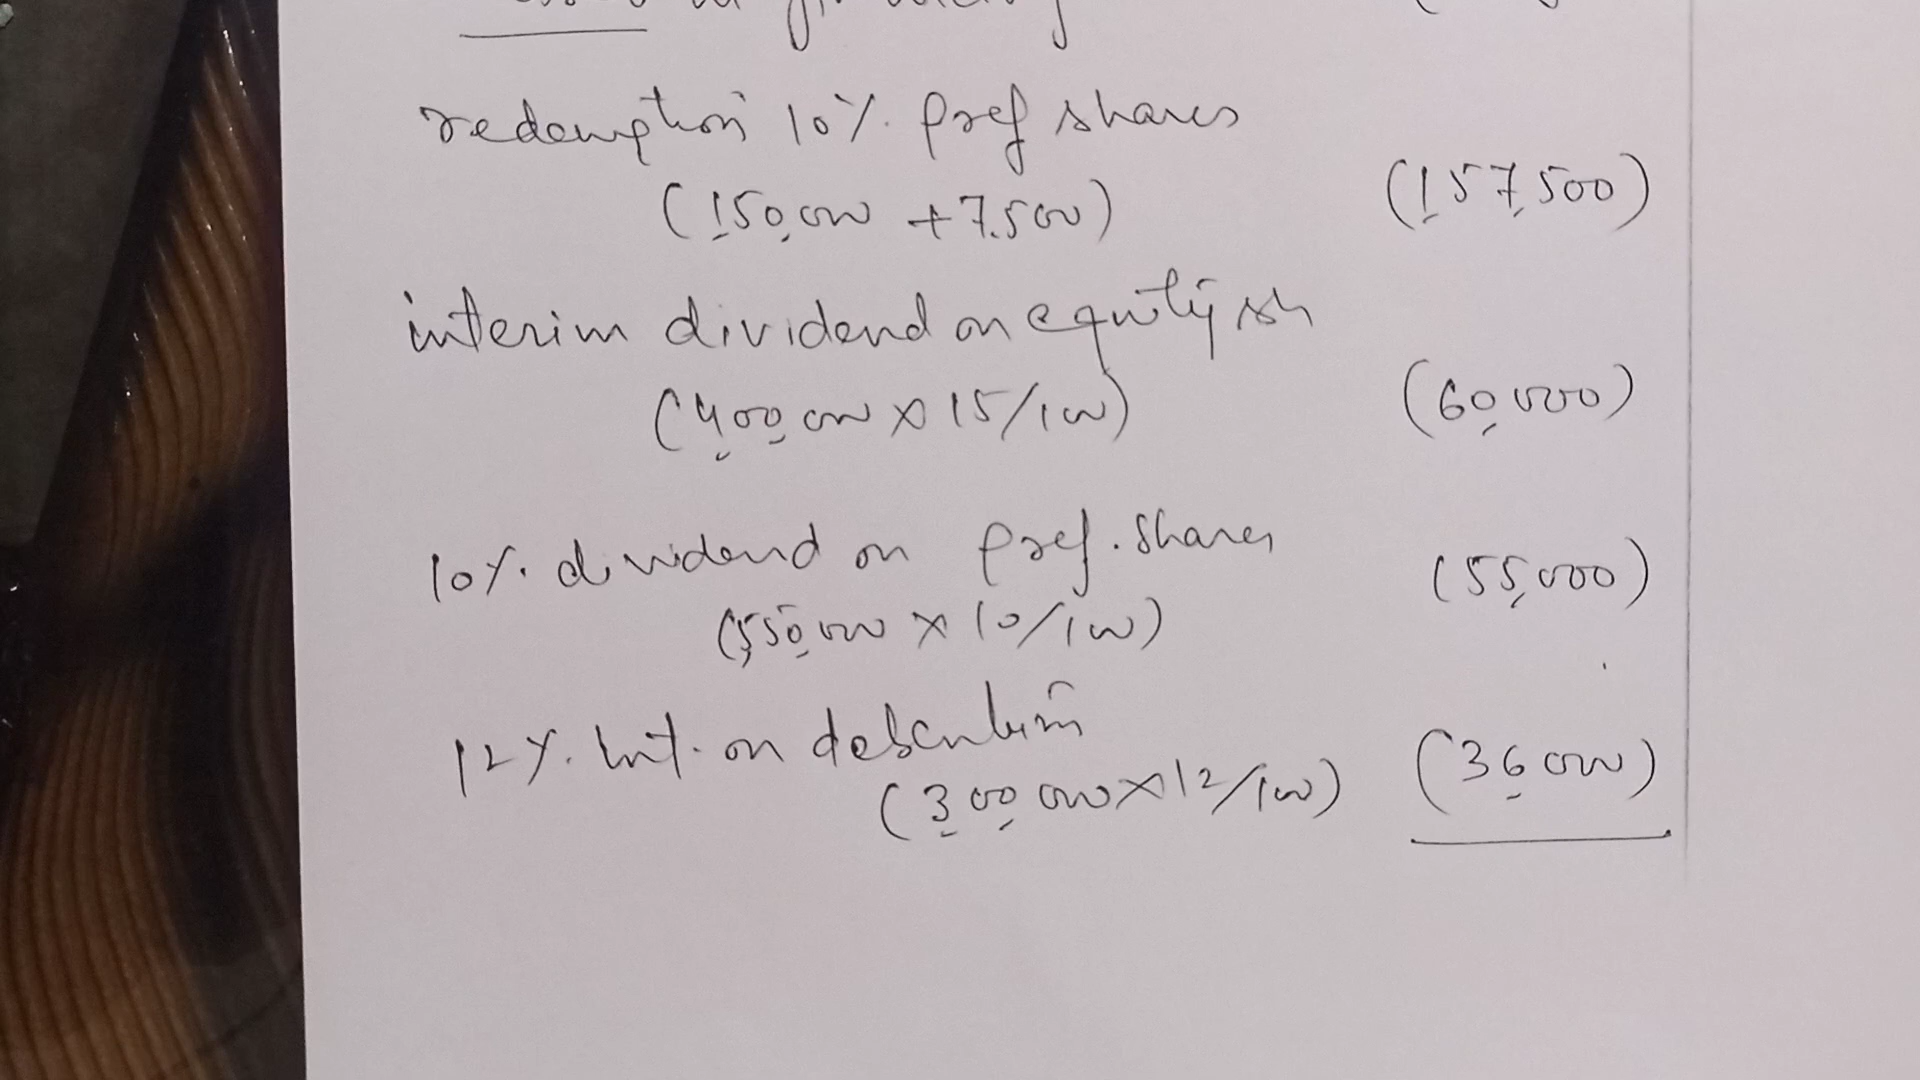 redemption 10% pref shares
(150,000 + 7,500) (157,500)
interim dividend on equity sh
(400,000 x 15/100) (60,000)
10% dividend on pref. shares (55,000)
(550,000 x 10/100)
12% Int. on debenture
(300,000 x 12/100) (36,000)